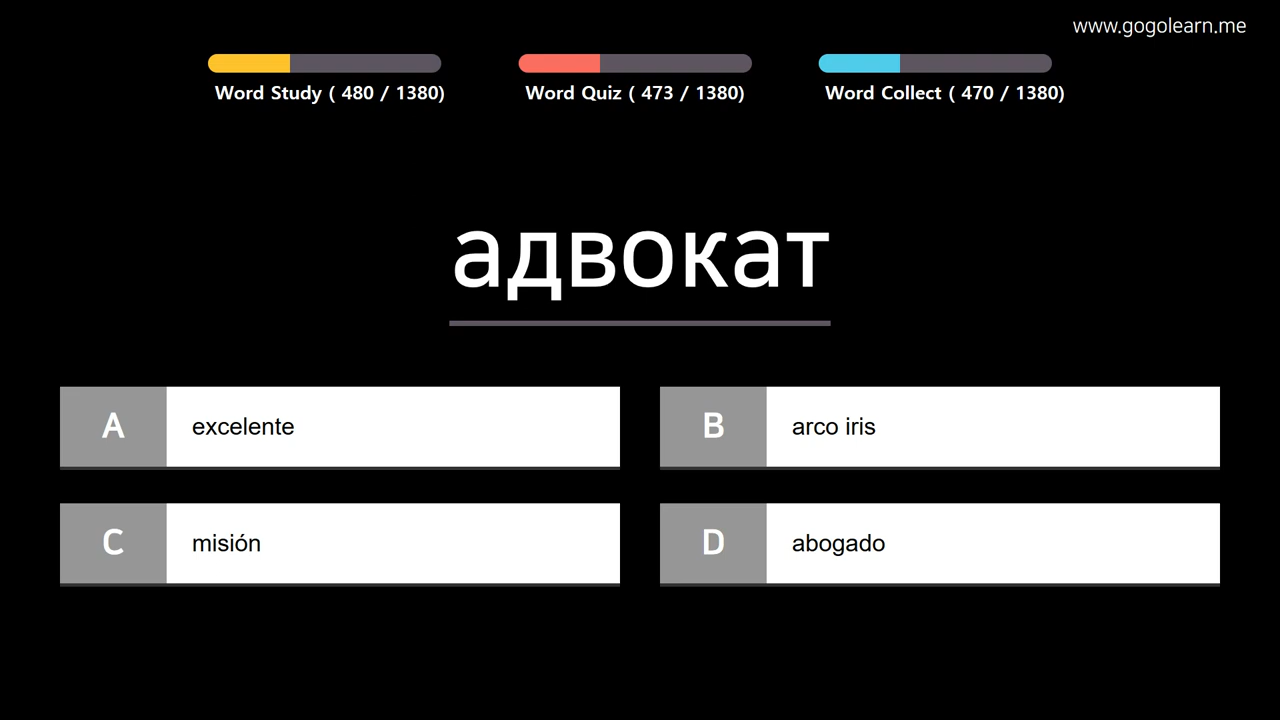 www.gogolearn.me
Word Study ( 480 / 1380)
Word Quiz ( 473 / 1380)
Word Collect ( 470 / 1380)
адвокат
A excelente
B arco iris
C misión
D abogado